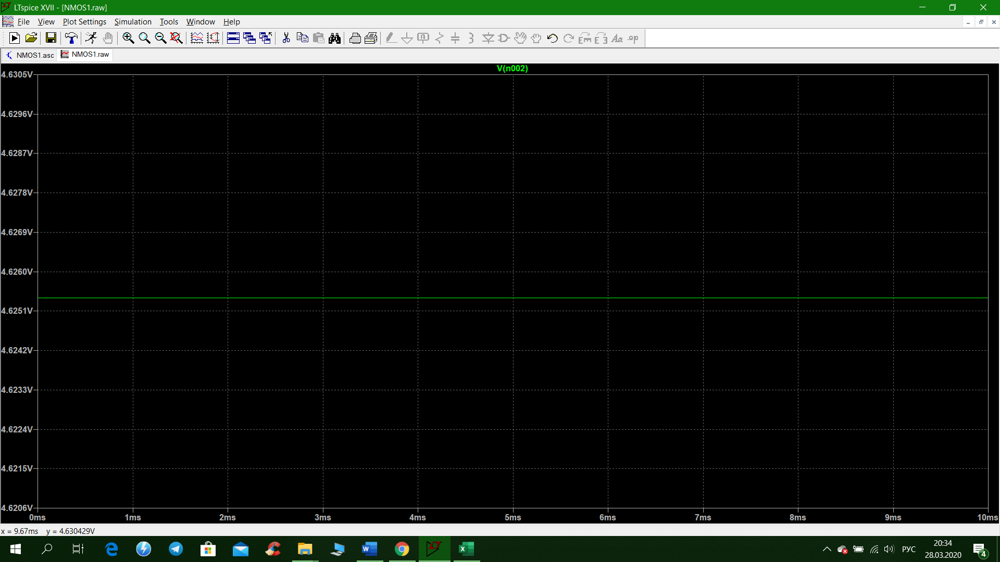 LTspice XVII - [NMOS1.raw]
File View Plot Settings Simulation Tools Window Help
NMOS1.asc NMOS1.raw
V(n002)
4.6305V
4.6296V
4.6287V
4.6278V
4.6269V
4.6260V
4.6251V
4.6242V
4.6233V
4.6224V
4.6215V
4.6206V
0ms 1ms 2ms 3ms 4ms 5ms 6ms 7ms 8ms 9ms 10ms
x = 9.67ms y = 4.630429V
РУС
20:34
28.03.2020
4